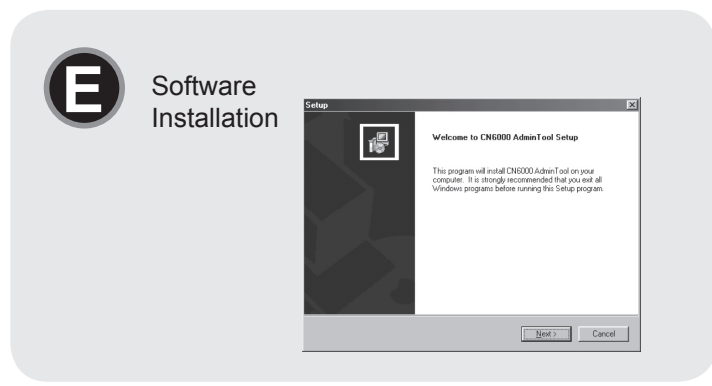 E
Software
Installation
Setup
Welcome to CN6000 AdminTool Setup
This program will install CN6000 AdminTool on your
computer. It is strongly recommended that you exit all
Windows programs before running this Setup program.
Next >
Cancel